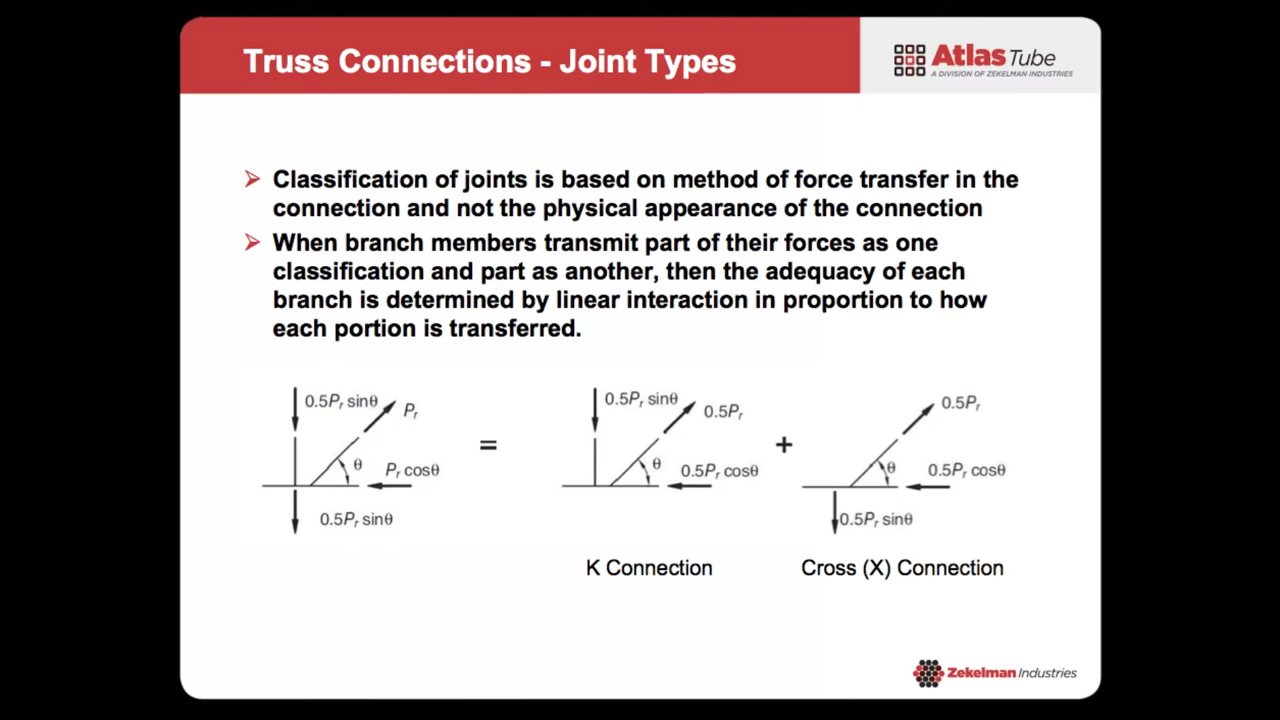 Truss Connections - Joint Types
Atlas Tube
A DIVISION OF ZEKELMAN INDUSTRIES
Classification of joints is based on method of force transfer in the
connection and not the physical appearance of the connection
When branch members transmit part of their forces as one
classification and part as another, then the adequacy of each
branch is determined by linear interaction in proportion to how
each portion is transferred.
0.5Pr sinθ
Pr
θ
Pr cosθ
0.5Pr sinθ
=
0.5Pr sinθ
0.5Pr
θ
0.5Pr cosθ
K Connection
+
0.5Pr
θ
0.5Pr cosθ
0.5Pr sinθ
Cross (X) Connection
Zekelman Industries